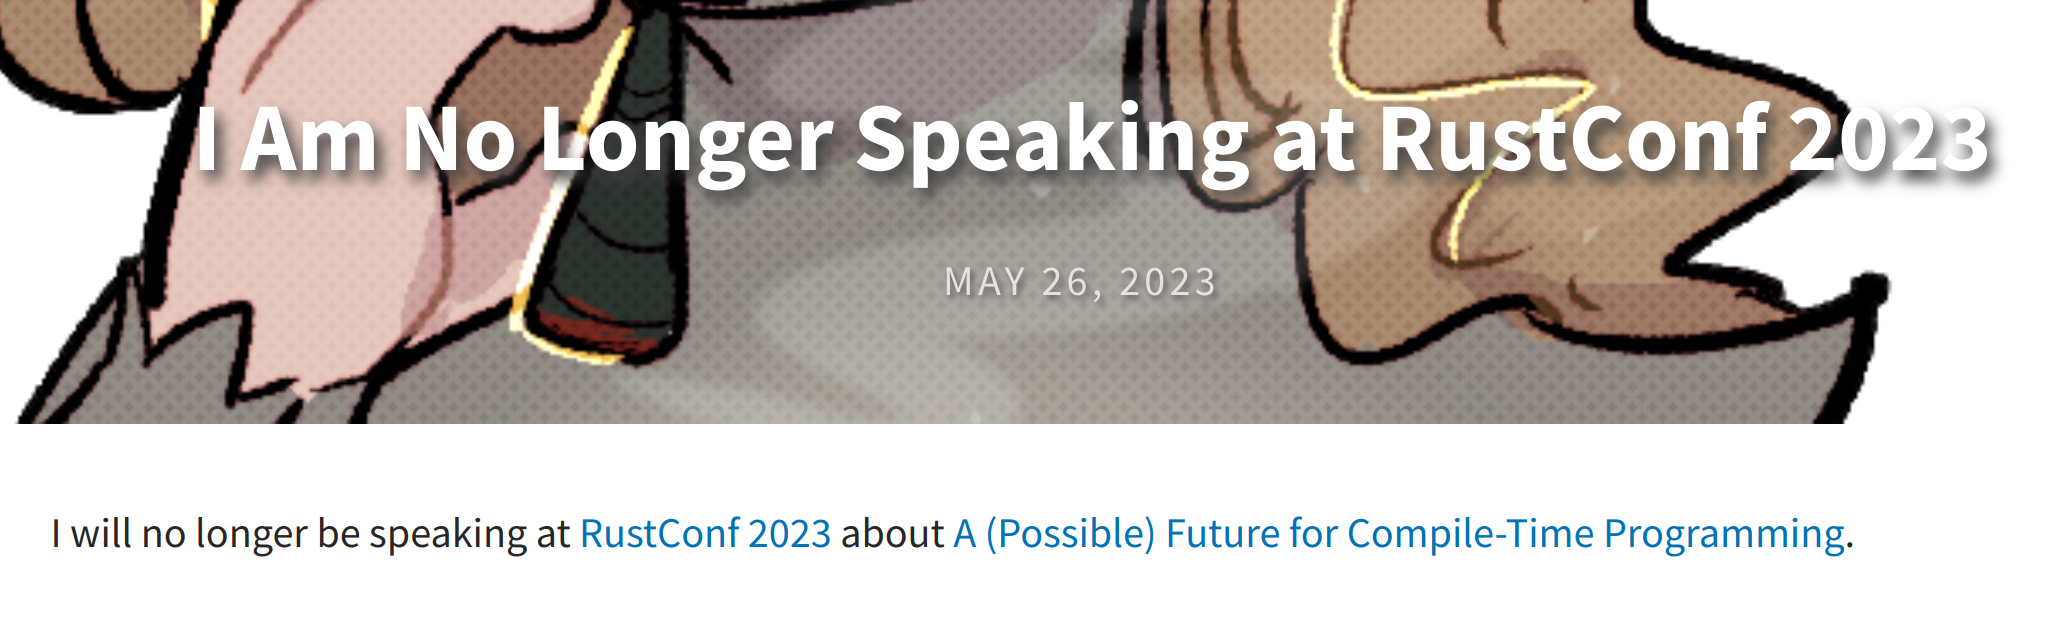 I Am No Longer Speaking at RustConf 2023
MAY 26, 2023
I will no longer be speaking at RustConf 2023 about A (Possible) Future for Compile-Time Programming.